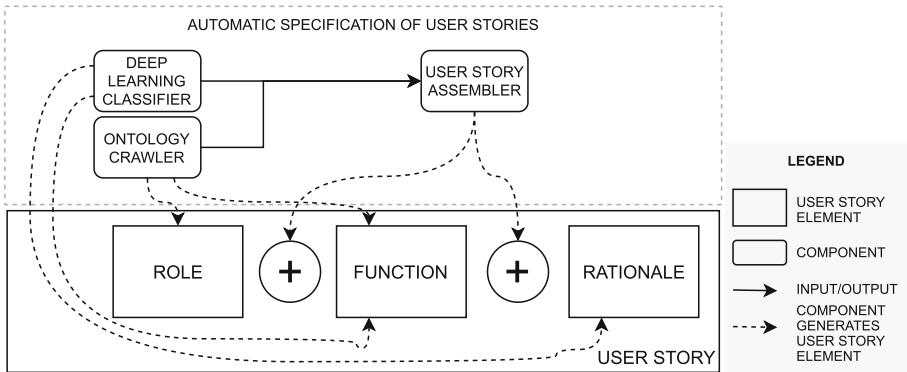 AUTOMATIC SPECIFICATION OF USER STORIES
DEEP
LEARNING
CLASSIFIER
USER STORY
ASSEMBLER
ONTOLOGY
CRAWLER
ROLE
+
FUNCTION
+
RATIONALE
USER STORY
LEGEND
USER STORY
ELEMENT
COMPONENT
INPUT/OUTPUT
COMPONENT
GENERATES
USER STORY
ELEMENT